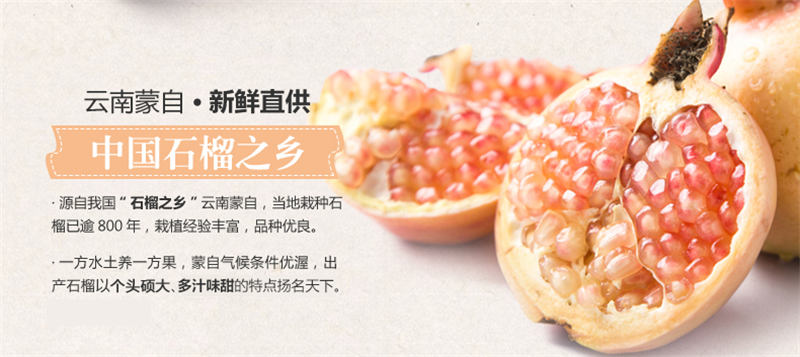 云南蒙自·新鲜直供
中国石榴之乡
·源自我国“石榴之乡”云南蒙自，当地栽种石
榴已逾800年，栽植经验丰富，品种优良。
·一方水土养一方果，蒙自气候条件优渥，出
产石榴以个头硕大、多汁味甜的特点扬名天下。